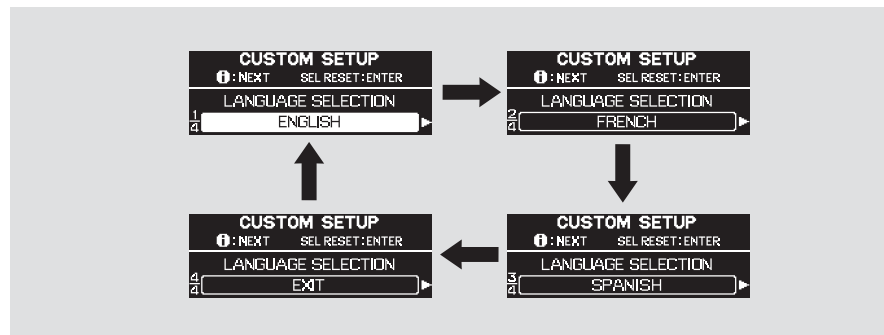 CUSTOM SETUP
i : NEXT SEL RESET : ENTER
LANGUAGE SELECTION
1/4 ENGLISH
CUSTOM SETUP
i : NEXT SEL RESET : ENTER
LANGUAGE SELECTION
2/4 FRENCH
CUSTOM SETUP
i : NEXT SEL RESET : ENTER
LANGUAGE SELECTION
4/4 EXIT
CUSTOM SETUP
i : NEXT SEL RESET : ENTER
LANGUAGE SELECTION
3/4 SPANISH